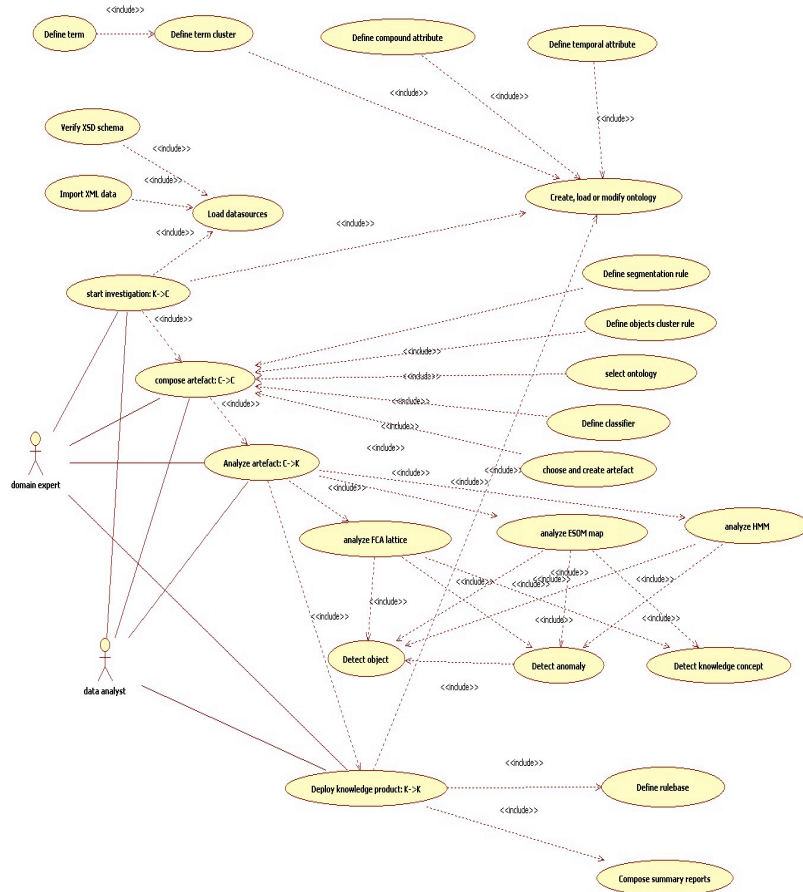 <<include>>
Define term
Define term cluster
Define compound attribute
Define temporal attribute
<<include>>
<<include>>
<<include>>
Verify XSD schema
<<include>>
Import XML data
<<include>>
Load datasources
Create, load or modify ontology
<<include>>
<<include>>
start investigation: K->C
Define segmentation rule
<<include>>
Define objects cluster rule
<<include>>
compose artefact: C->C
<<include>>
select ontology
<<include>>
<<include>>
Define classifier
<<include>>
domain expert
Analyze artefact: C->K
<<include>>
choose and create artefact
<<include>>
<<include>>
analyze FCA lattice
analyze ESOM map
analyze HMM
<<include>>
<<include>>
<<include>>
<<include>>
<<include>>
<<include>>
<<include>>
<<include>>
<<include>>
Detect object
Detect anomaly
Detect knowledge concept
data analyst
<<include>>
<<include>>
Deploy knowledge product: K->K
Define rulebase
<<include>>
Compose summary reports